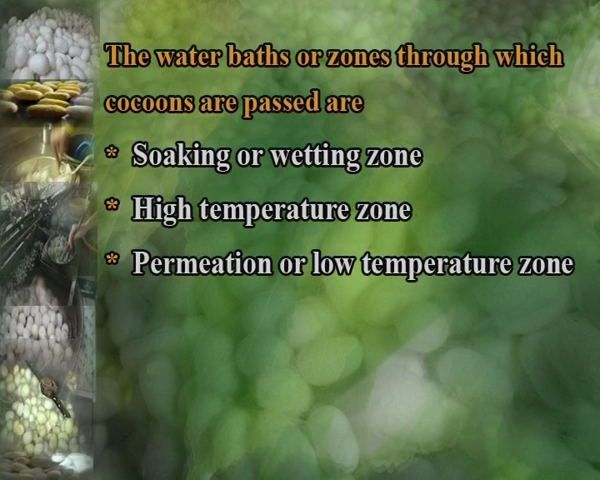 The water baths or zones through which
cocoons are passed are
* Soaking or wetting zone
* High temperature zone
* Permeation or low temperature zone